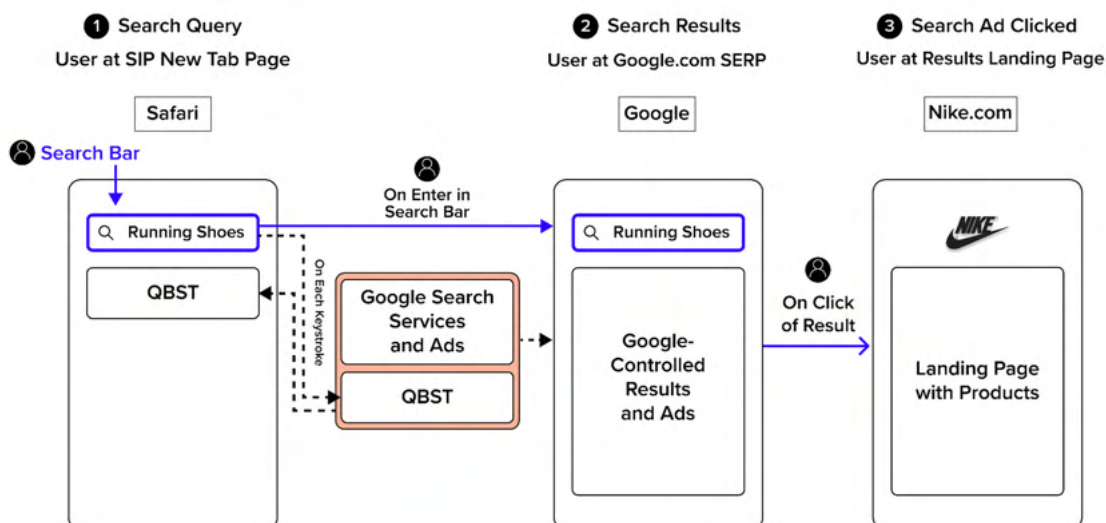 1 Search Query
User at SIP New Tab Page
Safari
Search Bar
Running Shoes
QBST
On Enter in
Search Bar
On Each Keystroke
Google Search
Services
and Ads
QBST
2 Search Results
User at Google.com SERP
Google
Running Shoes
Google-
Controlled
Results
and Ads
On Click
of Result
3 Search Ad Clicked
User at Results Landing Page
Nike.com
NIKE
Landing Page
with Products